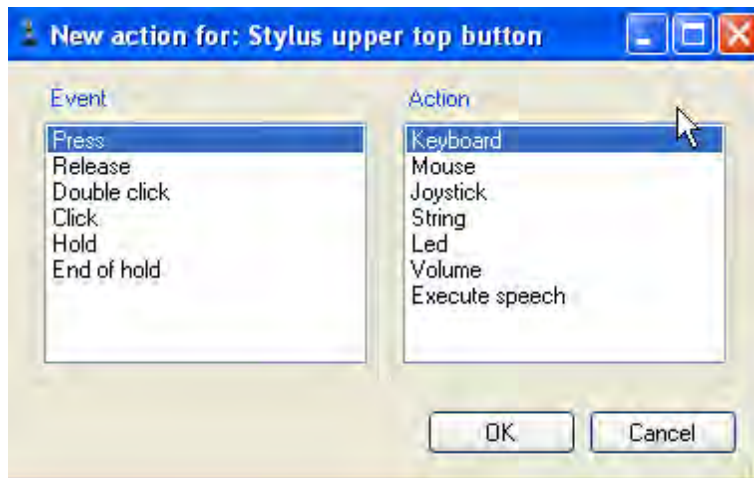 New action for: Stylus upper top button
Event
Press
Release
Double click
Click
Hold
End of hold
Action
Keyboard
Mouse
Joystick
String
Led
Volume
Execute speech
OK
Cancel